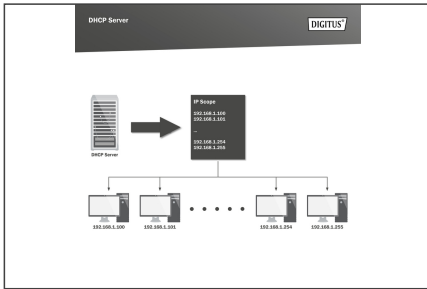 DHCP Server
DIGITUS®
IP Scope
192.168.1.100
192.168.1.101
...
192.168.1.254
192.168.1.255
DHCP Server
192.168.1.100
192.168.1.101
192.168.1.254
192.168.1.255